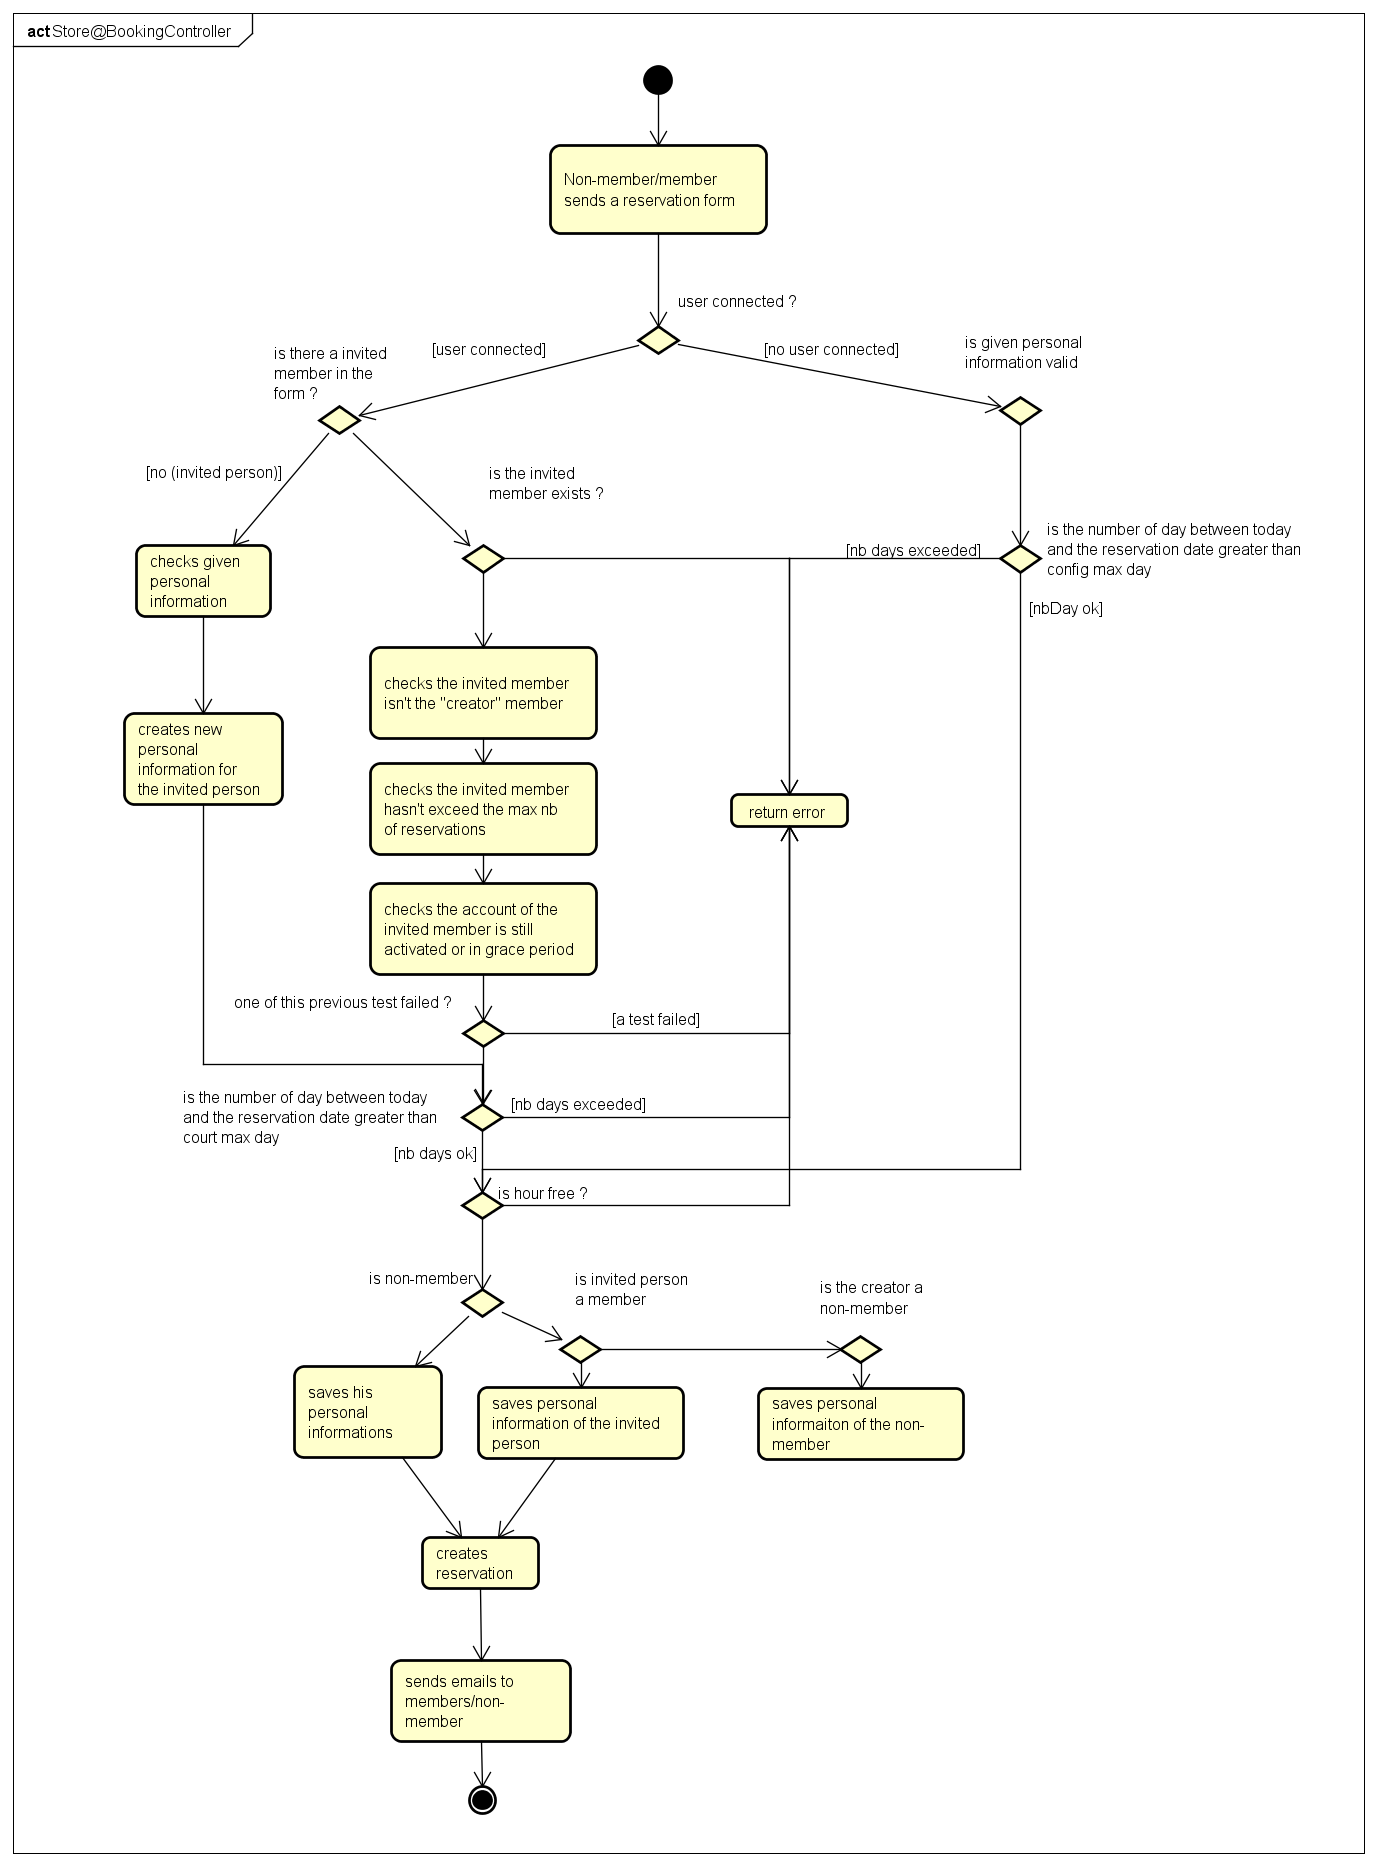 act Store@BookingController
Non-member/member
sends a reservation form
user connected ?
[user connected]
[no user connected]
is given personal
information valid
is there a invited
member in the
form ?
[no (invited person)]
is the invited
member exists ?
is the number of day between today
and the reservation date greater than
config max day
[nb days exceeded]
[nbDay ok]
checks given
personal
information
checks the invited member
isn't the "creator" member
creates new
personal
information for
the invited person
checks the invited member
hasn't exceed the max nb
of reservations
return error
checks the account of the
invited member is still
activated or in grace period
one of this previous test failed ?
[a test failed]
is the number of day between today
and the reservation date greater than
court max day
[nb days exceeded]
[nb days ok]
is hour free ?
is non-member
is invited person
a member
is the creator a
non-member
saves his
personal
informations
saves personal
information of the invited
person
saves personal
informaiton of the non-
member
creates
reservation
sends emails to
members/non-
member